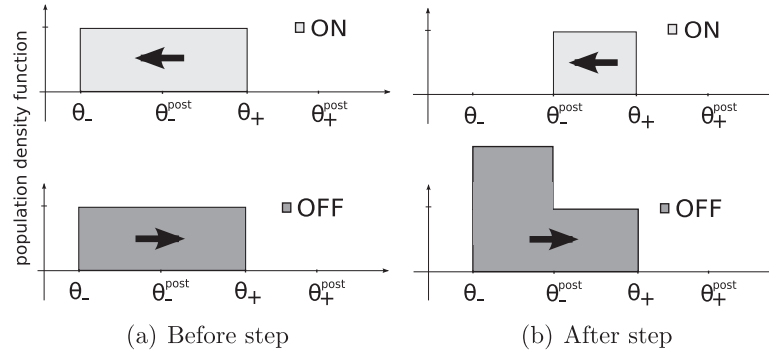 population density function
ON
θ₋ θ₋ᵖᵒˢᵗ θ₊ θ₊ᵖᵒˢᵗ
OFF
θ₋ θ₋ᵖᵒˢᵗ θ₊ θ₊ᵖᵒˢᵗ
(a) Before step
ON
θ₋ θ₋ᵖᵒˢᵗ θ₊ θ₊ᵖᵒˢᵗ
OFF
θ₋ θ₋ᵖᵒˢᵗ θ₊ θ₊ᵖᵒˢᵗ
(b) After step